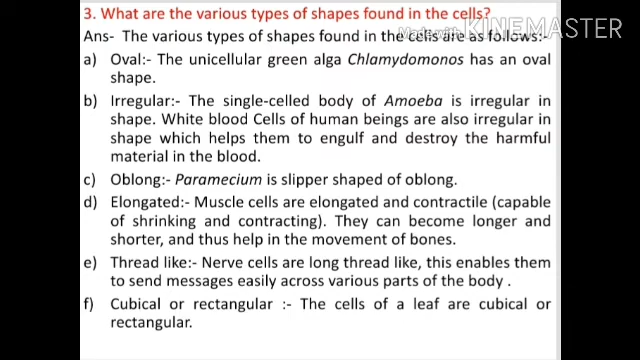 3. What are the various types of shapes found in the cells?
Made with KINEMASTER
Ans- The various types of shapes found in the cells are as follows:-
a) Oval:- The unicellular green alga Chlamydomonos has an oval
shape.
b) Irregular:- The single-celled body of Amoeba is irregular in
shape. White blood Cells of human beings are also irregular in
shape which helps them to engulf and destroy the harmful
material in the blood.
c) Oblong:- Paramecium is slipper shaped of oblong.
d) Elongated:- Muscle cells are elongated and contractile (capable
of shrinking and contracting). They can become longer and
shorter, and thus help in the movement of bones.
e) Thread like:- Nerve cells are long thread like, this enables them
to send messages easily across various parts of the body .
f) Cubical or rectangular :- The cells of a leaf are cubical or
rectangular.